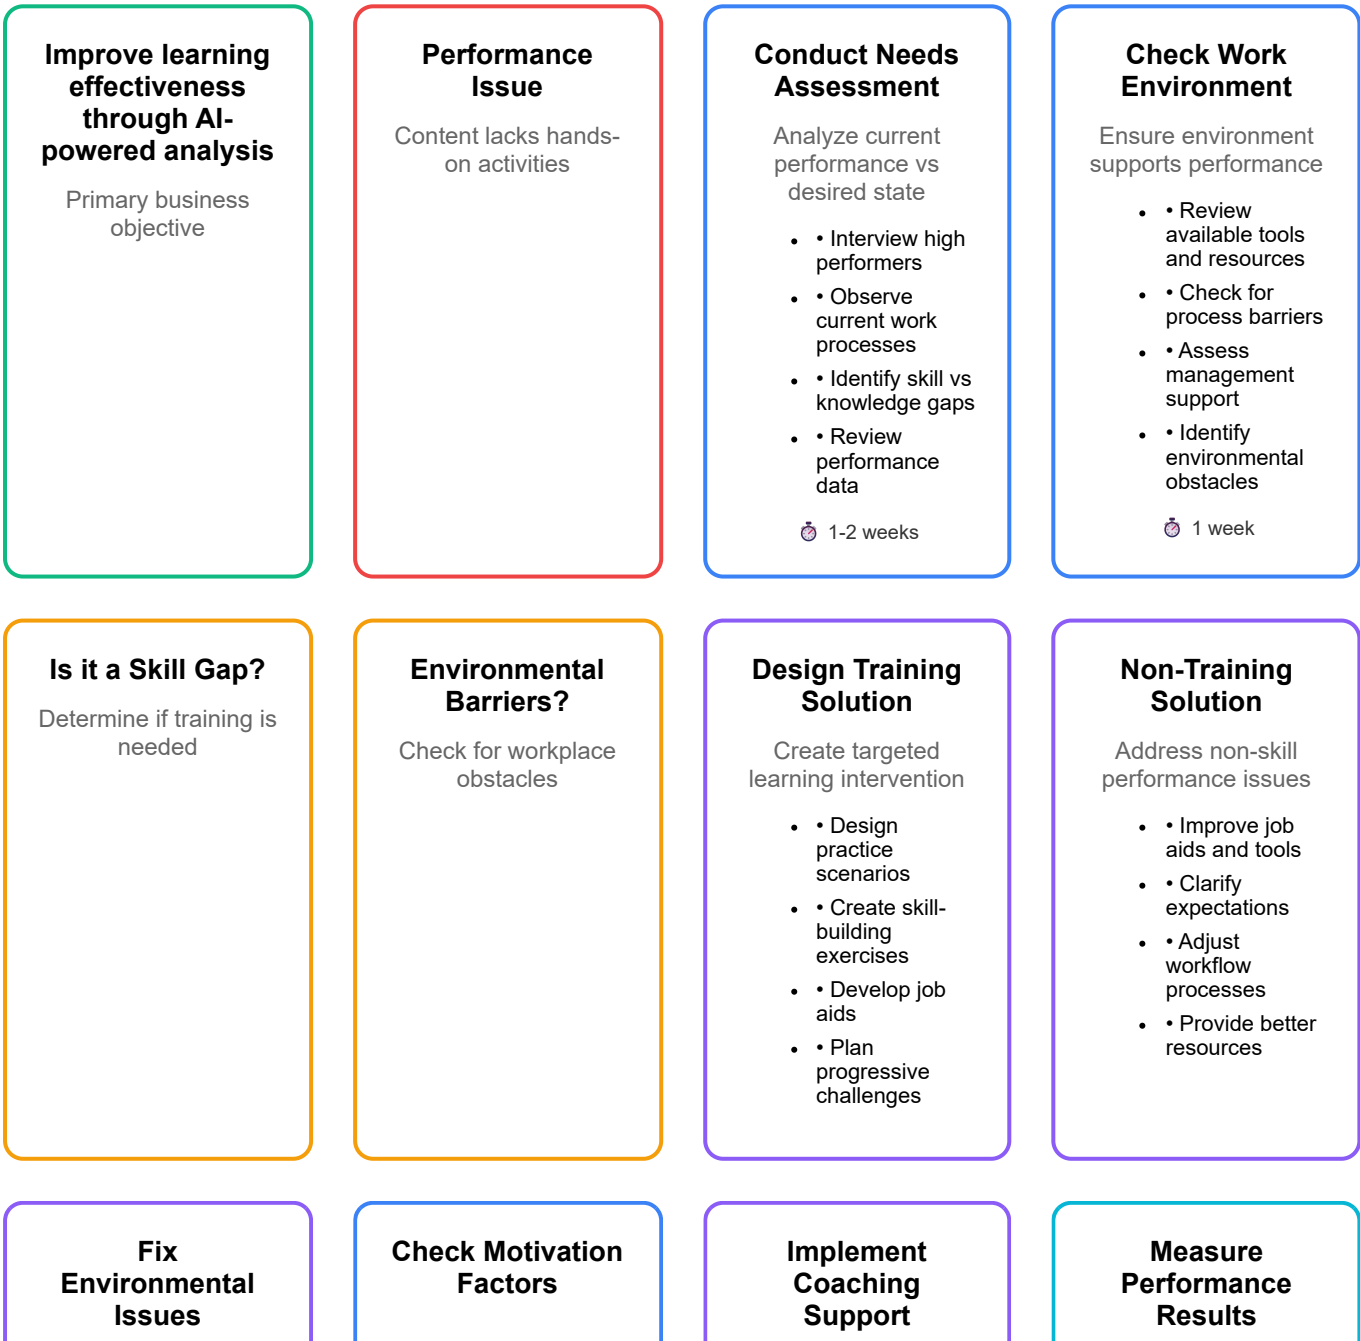 Improve learning
effectiveness
through AI-
powered analysis
Primary business
objective
Performance
Issue
Content lacks hands-
on activities
Conduct Needs
Assessment
Analyze current
performance vs
desired state
• • Interview high
performers
• • Observe
current work
processes
• • Identify skill vs
knowledge gaps
• • Review
performance
data
⏱ 1-2 weeks
Check Work
Environment
Ensure environment
supports performance
• • Review
available tools
and resources
• • Check for
process barriers
• • Assess
management
support
• • Identify
environmental
obstacles
⏱ 1 week
Is it a Skill Gap?
Determine if training is
needed
Environmental
Barriers?
Check for workplace
obstacles
Design Training
Solution
Create targeted
learning intervention
• • Design
practice
scenarios
• • Create skill-
building
exercises
• • Develop job
aids
• • Plan
progressive
challenges
Non-Training
Solution
Address non-skill
performance issues
• • Improve job
aids and tools
• • Clarify
expectations
• • Adjust
workflow
processes
• • Provide better
resources
Fix
Environmental
Issues
Check Motivation
Factors
Implement
Coaching
Support
Measure
Performance
Results